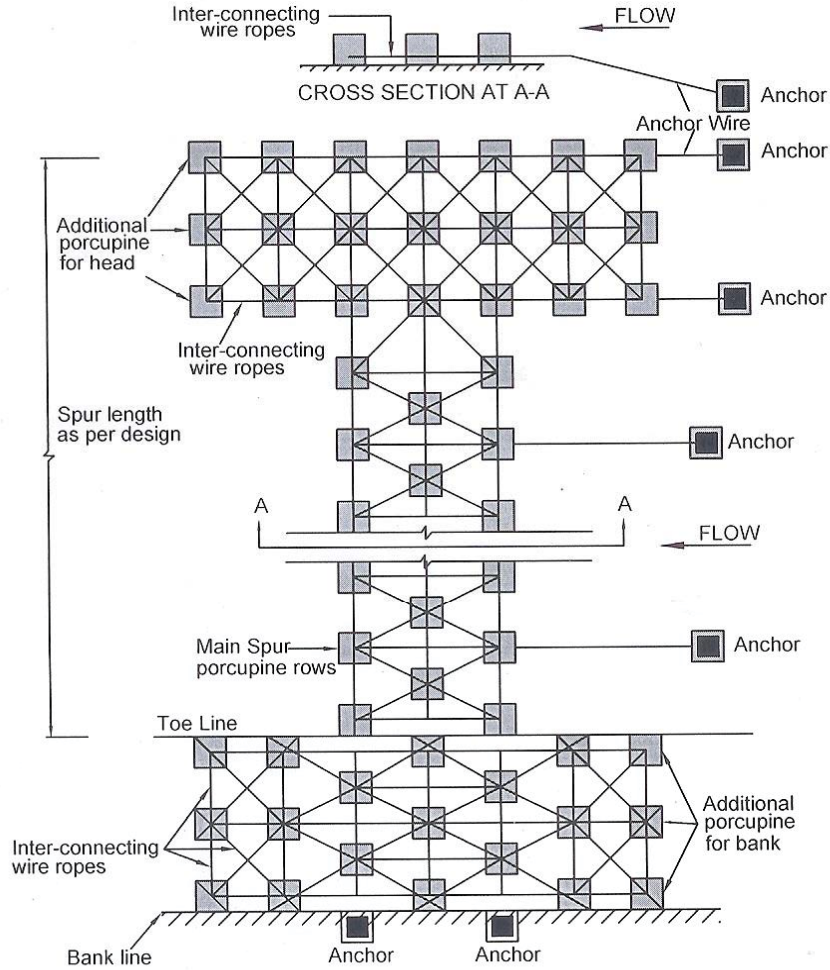 Inter-connecting
wire ropes
FLOW
CROSS SECTION AT A-A
Anchor
Anchor Wire
Anchor
Additional
porcupine
for head
Anchor
Inter-connecting
wire ropes
Spur length
as per design
Anchor
A
A
FLOW
Main Spur
porcupine rows
Anchor
Toe Line
Additional
porcupine
for bank
Inter-connecting
wire ropes
Bank line
Anchor
Anchor